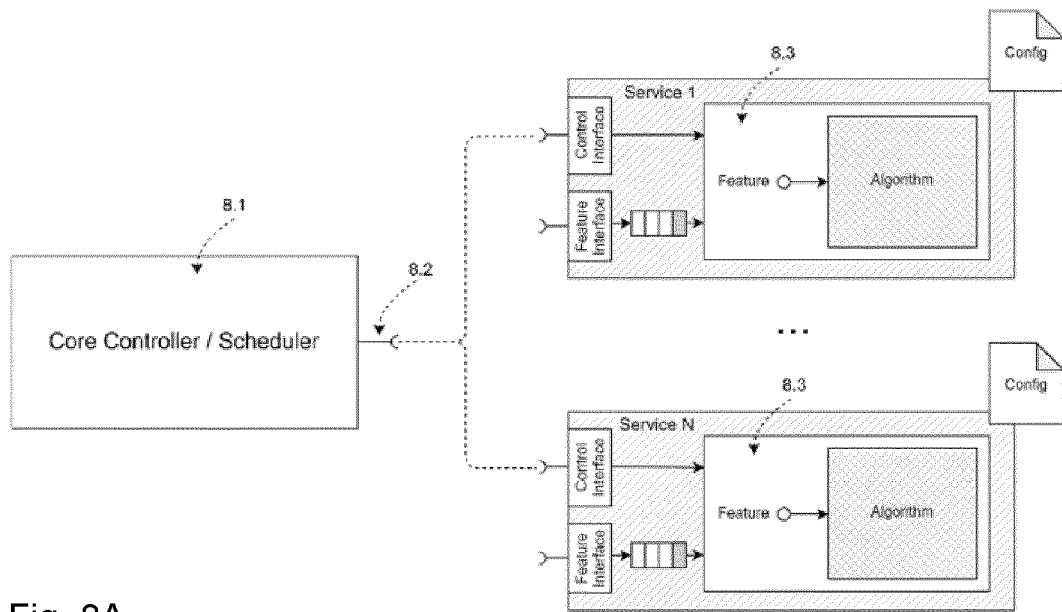 Config
8.3
Service 1
Control
Interface
Feature
Algorithm
Feature
Interface
8.1
8.2
Core Controller / Scheduler
...
Config
8.3
Service N
Control
Interface
Feature
Algorithm
Feature
Interface
Fig. 8A